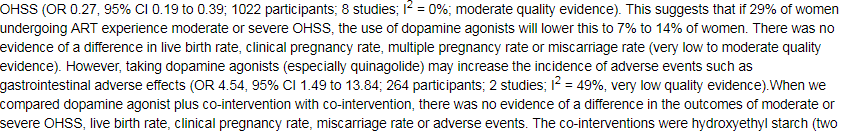 OHSS (OR 0.27, 95% CI 0.19 to 0.39; 1022 participants; 8 studies; I² = 0%; moderate quality evidence). This suggests that if 29% of women
undergoing ART experience moderate or severe OHSS, the use of dopamine agonists will lower this to 7% to 14% of women. There was no
evidence of a difference in live birth rate, clinical pregnancy rate, multiple pregnancy rate or miscarriage rate (very low to moderate quality
evidence). However, taking dopamine agonists (especially quinagolide) may increase the incidence of adverse events such as
gastrointestinal adverse effects (OR 4.54, 95% CI 1.49 to 13.84; 264 participants; 2 studies; I² = 49%, very low quality evidence).When we
compared dopamine agonist plus co-intervention with co-intervention, there was no evidence of a difference in the outcomes of moderate or
severe OHSS, live birth rate, clinical pregnancy rate, miscarriage rate or adverse events. The co-interventions were hydroxyethyl starch (two